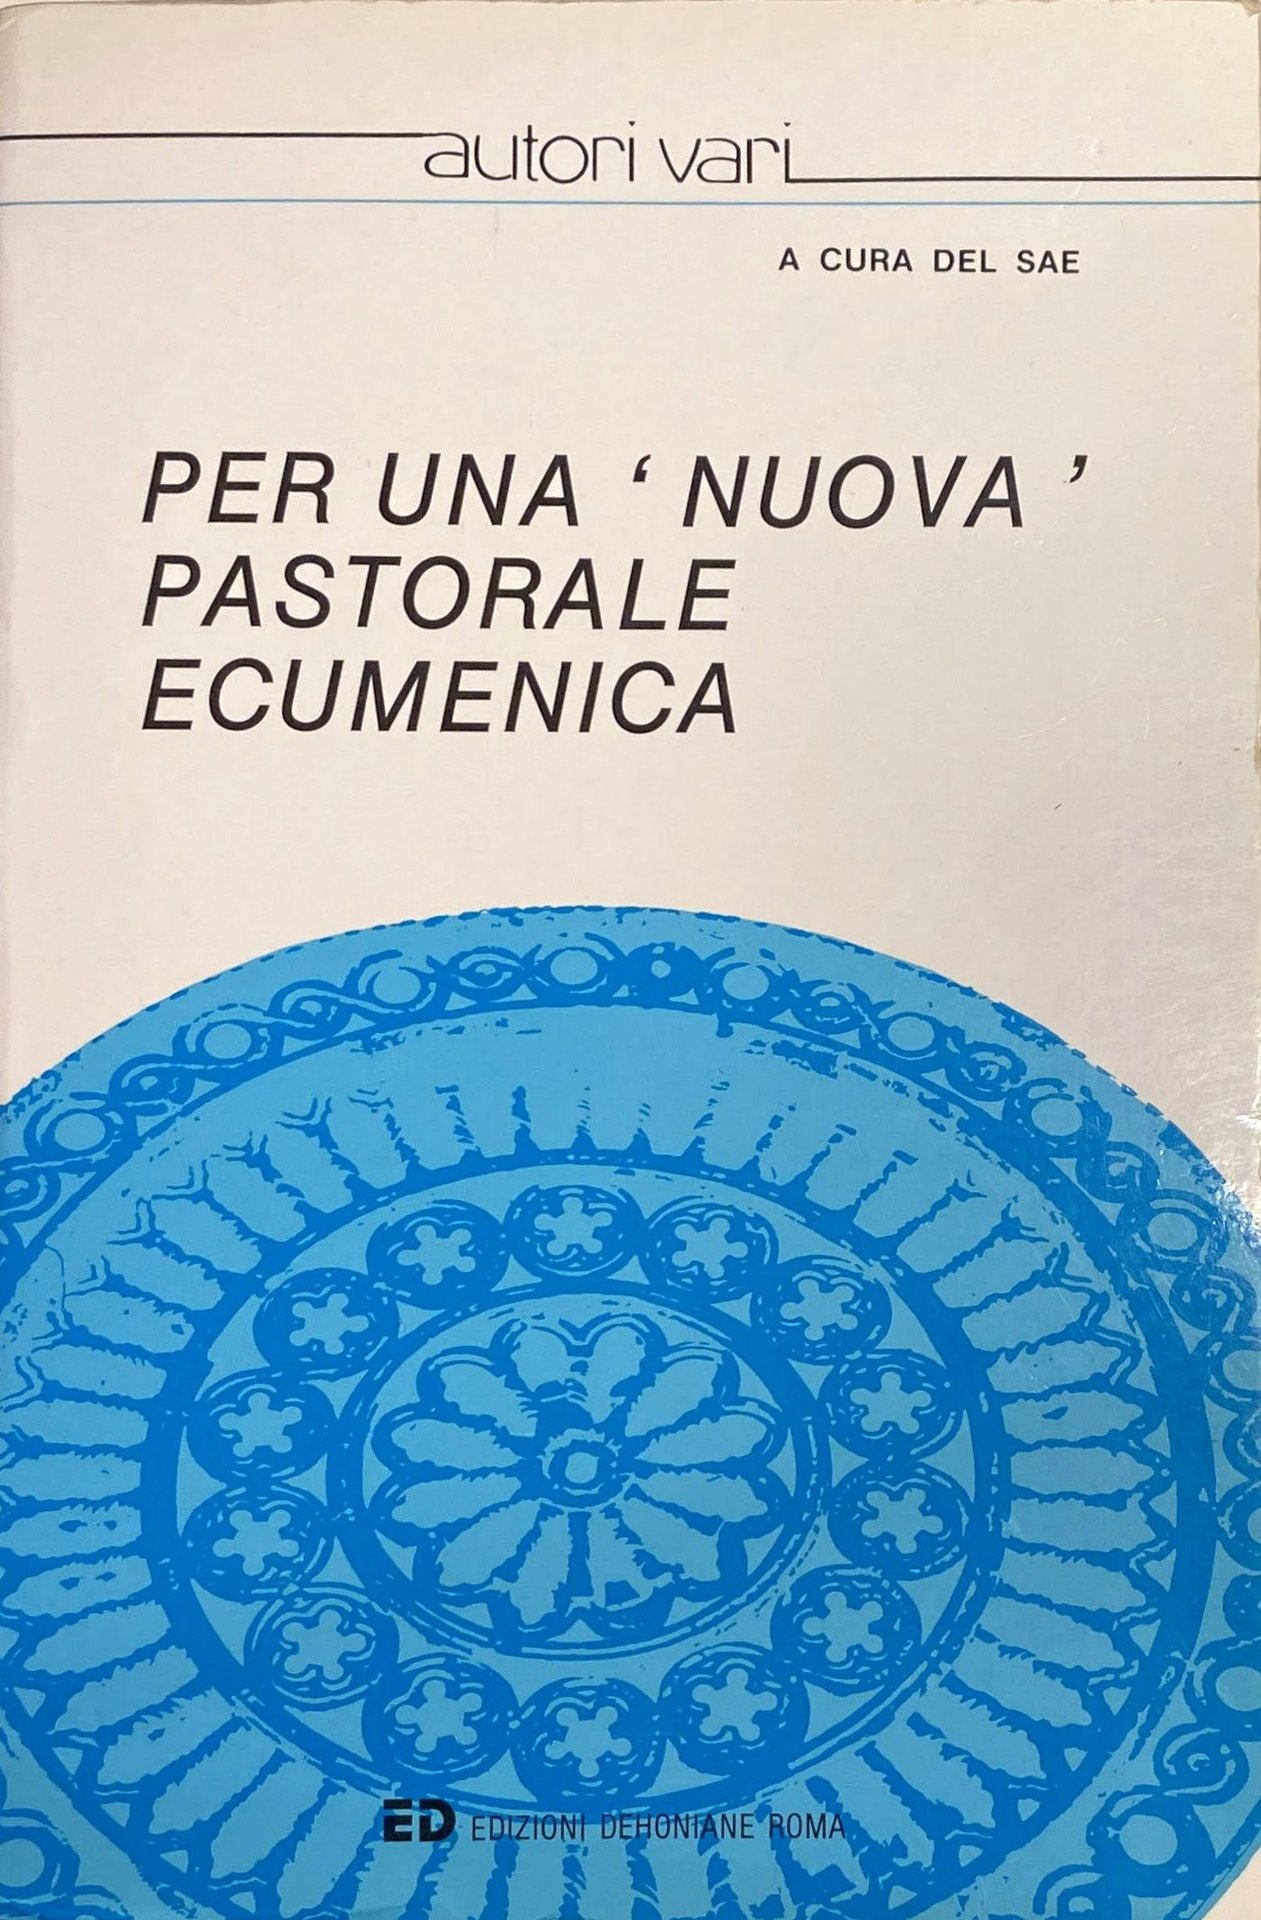 autori vari
A CURA DEL SAE
PER UNA ‘ NUOVA ’
PASTORALE
ECUMENICA
ED EDIZIONI DEHONIANE ROMA